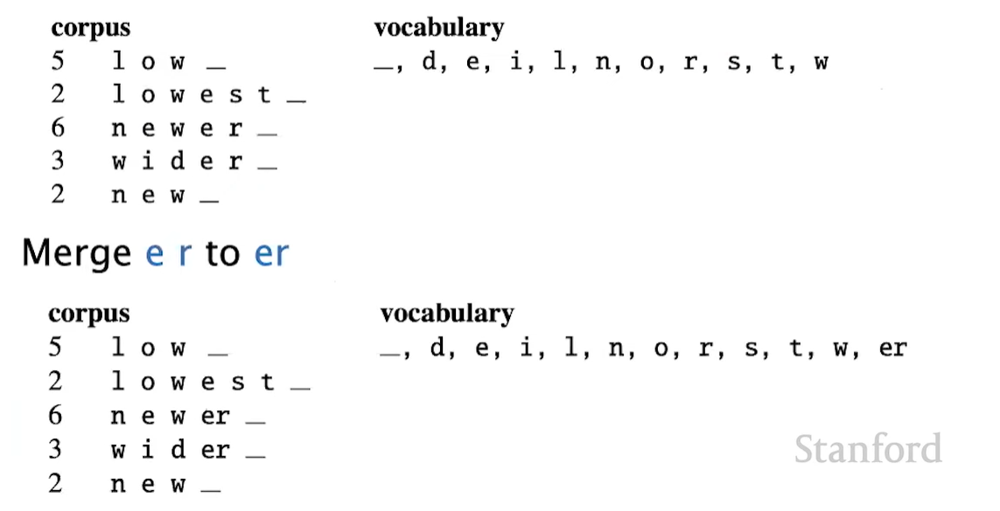 corpus vocabulary
5 l o w _ _, d, e, i, l, n, o, r, s, t, w
2 l o w e s t _
6 n e w e r _
3 w i d e r _
2 n e w _
Merge e r to er
corpus vocabulary
5 l o w _ _, d, e, i, l, n, o, r, s, t, w, er
2 l o w e s t _
6 n e w er _
3 w i d er _
2 n e w _
Stanford